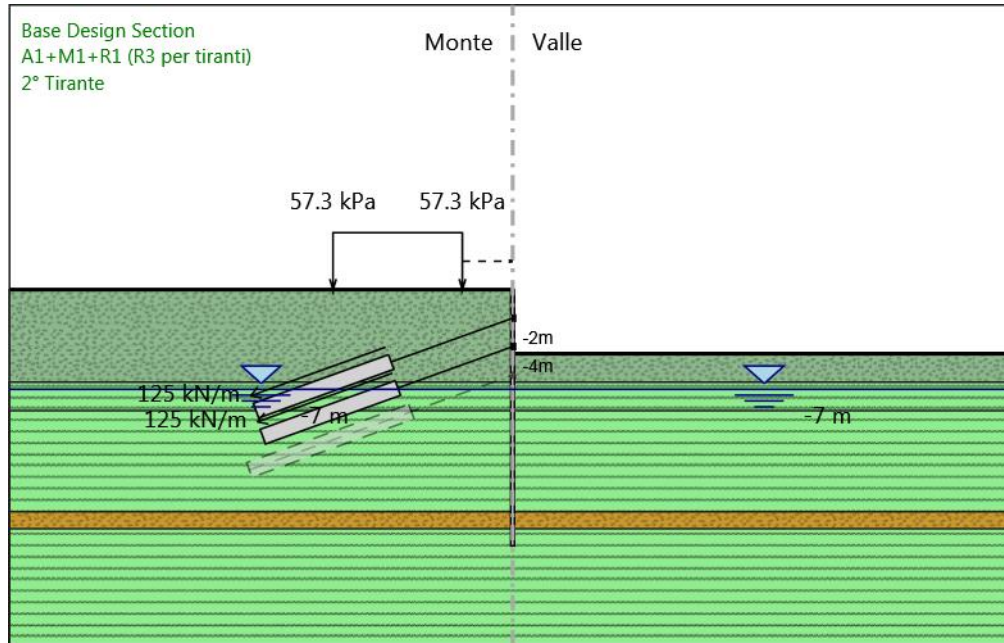 Base Design Section
A1+M1+R1 (R3 per tiranti)
2° Tirante
Monte
Valle
57.3 kPa
57.3 kPa
-2m
-4m
125 kN/m
125 kN/m
-7 m
-7 m